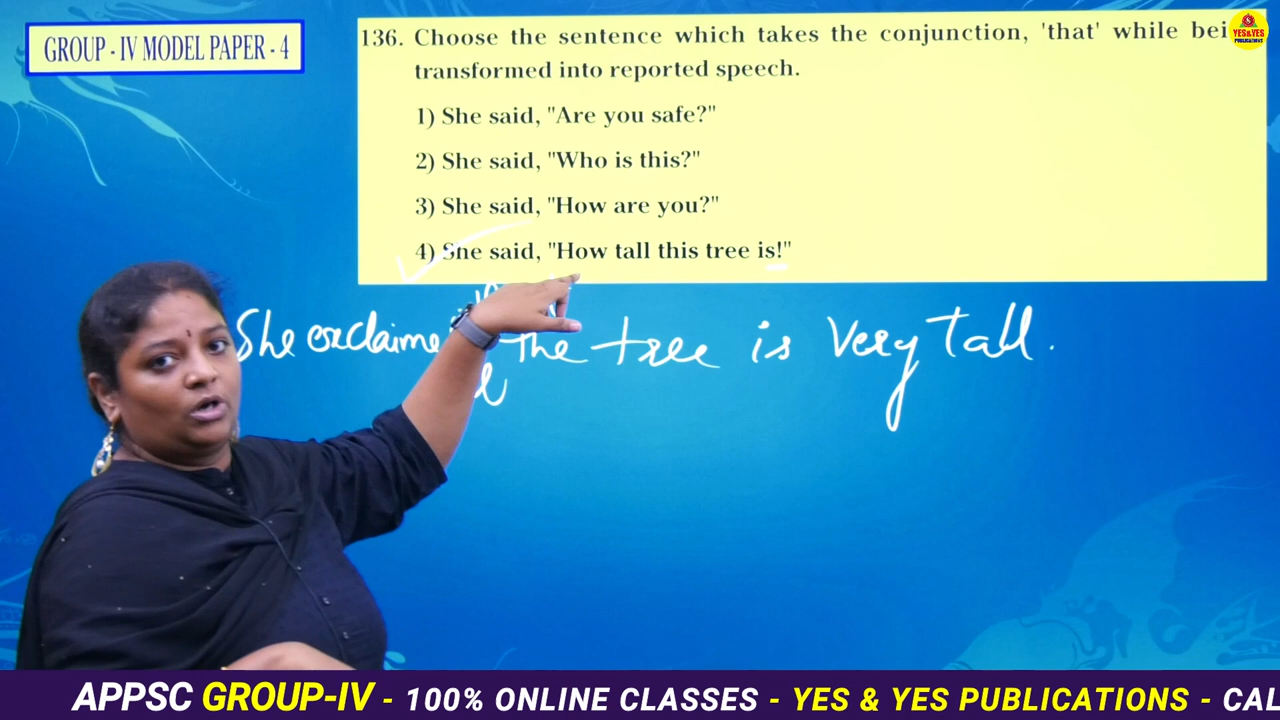 GROUP - IV MODEL PAPER - 4
136. Choose the sentence which takes the conjunction, 'that' while bei
YES&YES
PUBLICATIONS
transformed into reported speech.
1) She said, "Are you safe?"
2) She said, "Who is this?"
3) She said, "How are you?"
4) She said, "How tall this tree is!"
She exclaime the tree is very tall.
APPSC GROUP-IV - 100% ONLINE CLASSES - YES & YES PUBLICATIONS - CAL